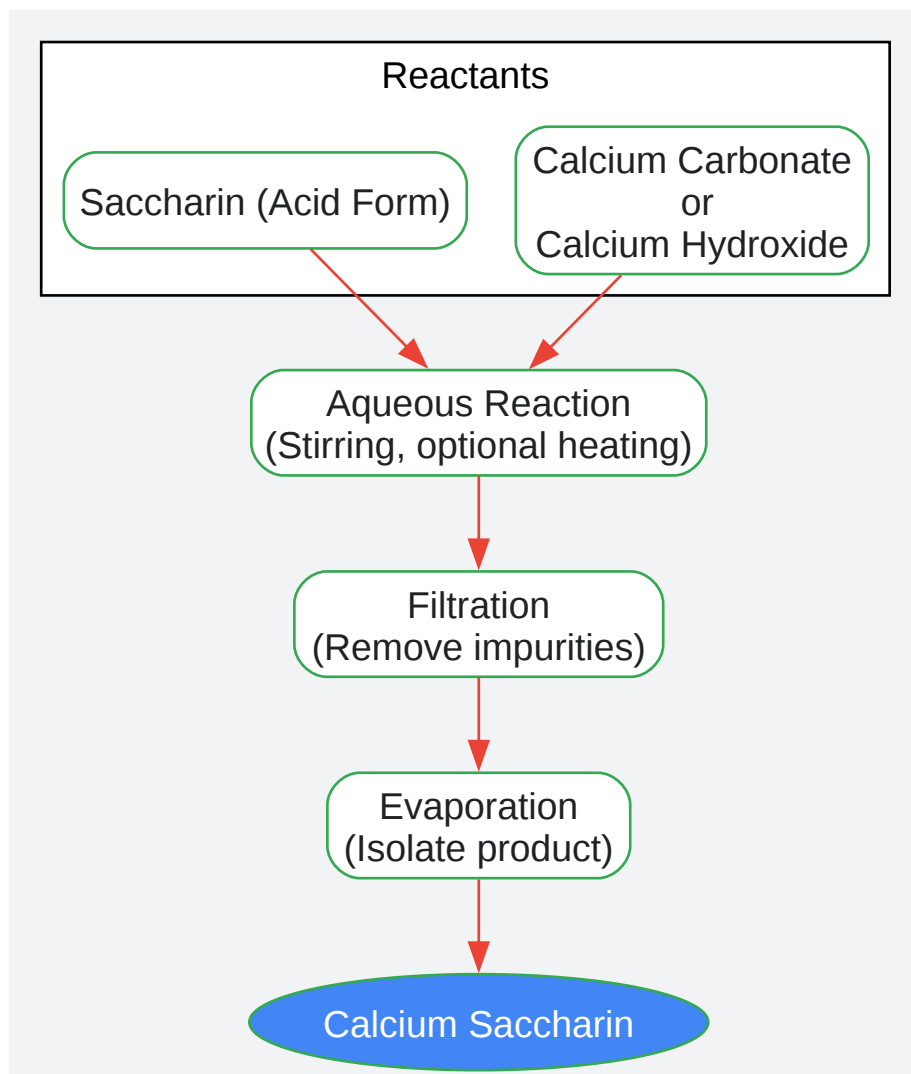 Reactants
Saccharin (Acid Form)
Calcium Carbonate
or
Calcium Hydroxide
Aqueous Reaction
(Stirring, optional heating)
Filtration
(Remove impurities)
Evaporation
(Isolate product)
Calcium Saccharin